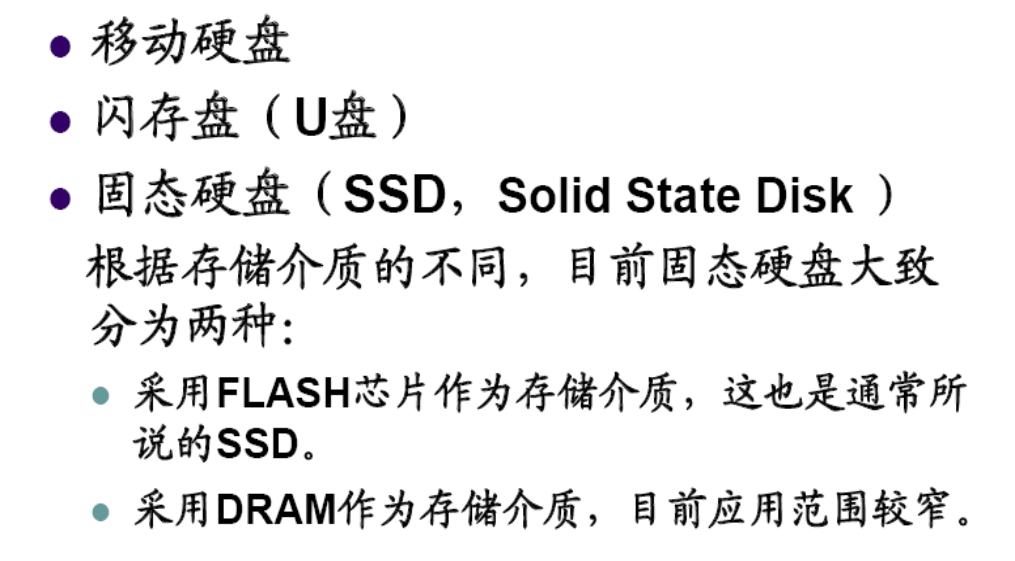 ● 移动硬盘
● 闪存盘（U盘）
● 固态硬盘（SSD，Solid State Disk ）
根据存储介质的不同，目前固态硬盘大致
分为两种：
● 采用FLASH芯片作为存储介质，这也是通常所
说的SSD。
● 采用DRAM作为存储介质，目前应用范围较窄。